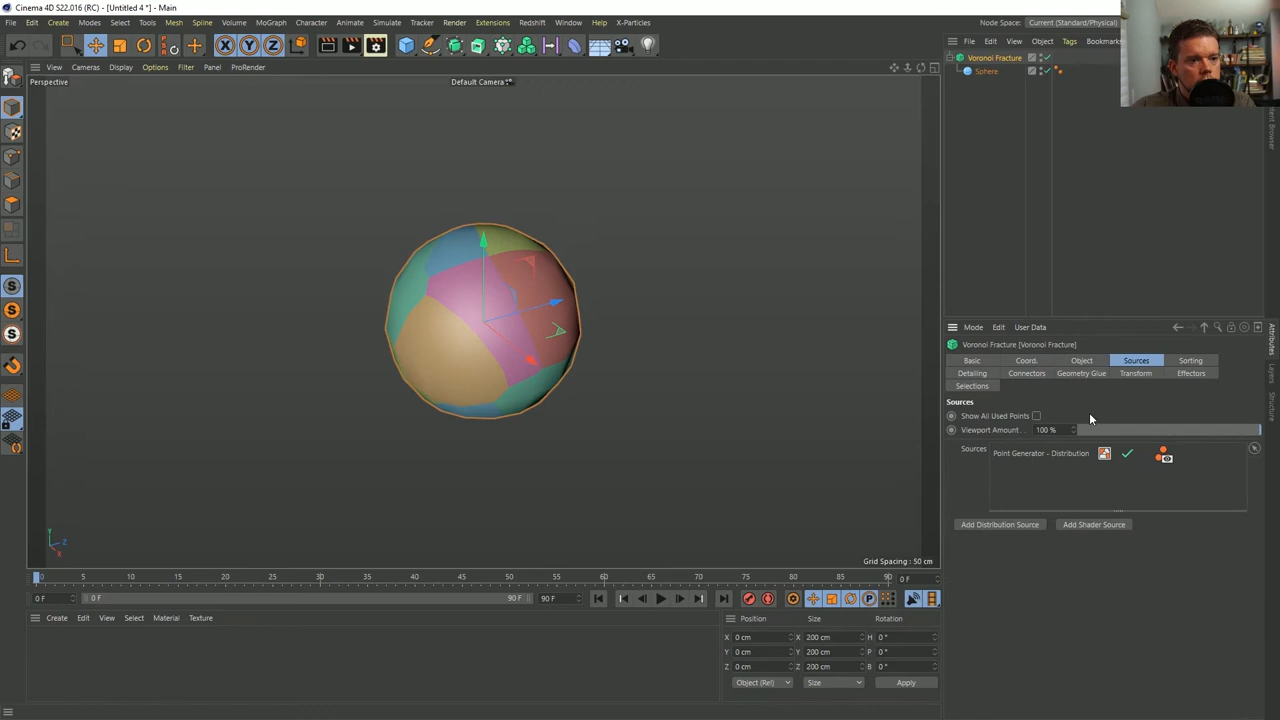 Cinema 4D S22.016 (RC) - [Untitled 4 *] - Main
File Edit Create Modes Select Tools Mesh Spline Volume MoGraph Character Animate Simulate Tracker Render Extensions Redshift Window Help X-Particles Node Space: Current (Standard/Physical)
File Edit View Object Tags Bookmarks
View Cameras Display Options Filter Panel ProRender
Perspective
Default Camera
Voronoi Fracture
Sphere
Content Browser
Mode Edit User Data
Voronoi Fracture [Voronoi Fracture]
Basic Coord. Object Sources Sorting
Detailing Connectors Geometry Glue Transform Effectors
Selections
Sources
Show All Used Points
Viewport Amount . . 100 %
Sources Point Generator - Distribution
Add Distribution Source Add Shader Source
Attributes
Layers
Structure
Y
Z
X
Grid Spacing : 50 cm
0 5 10 15 20 25 30 35 40 45 50 55 60 65 70 75 80 85 90 0 F
0 F 0 F 90 F 90 F
Create Edit View Select Material Texture
Position Size Rotation
X 0 cm X 200 cm H 0 °
Y 0 cm Y 200 cm P 0 °
Z 0 cm Z 200 cm B 0 °
Object (Rel) Size Apply